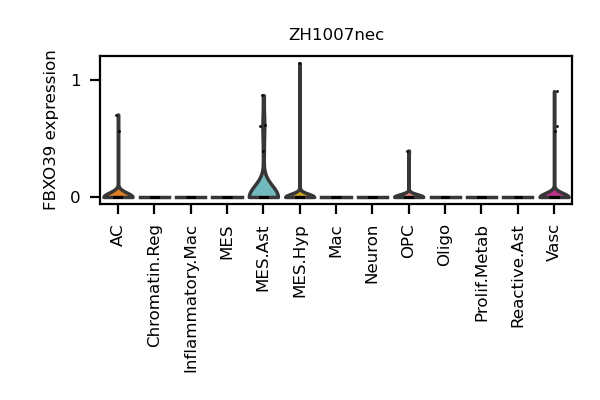 ZH1007nec
FBXO39 expression
1
0
AC
Chromatin.Reg
Inflammatory.Mac
MES
MES.Ast
MES.Hyp
Mac
Neuron
OPC
Oligo
Prolif.Metab
Reactive.Ast
Vasc